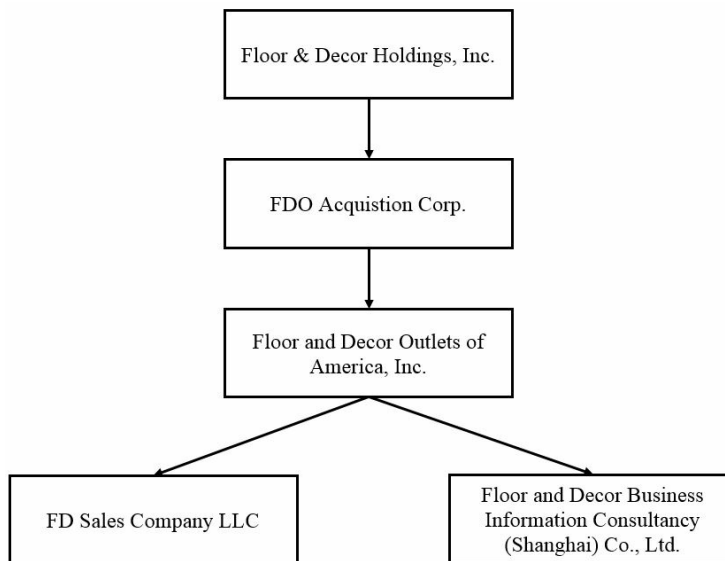 Floor & Decor Holdings, Inc.
FDO Acquistion Corp.
Floor and Decor Outlets of
America, Inc.
FD Sales Company LLC
Floor and Decor Business
Information Consultancy
(Shanghai) Co., Ltd.